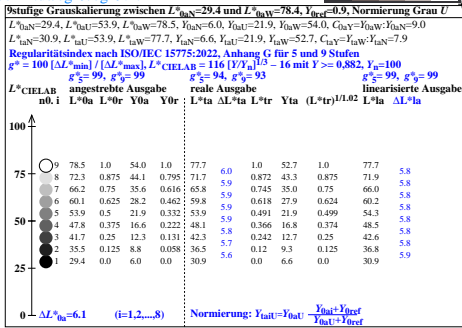 9stufige Grauskalierung zwischen L*0aN=29.4 und L*0aW=78.4, Y0ref=0.9, Normierung Grau U
L*0aN=29.4, L*0aU=53.9, L*0aW=78.5, Y0aN=6.0, Y0aU=21.9, Y0aW=54.0, C0aY=Y0aW:Y0aN=9.0
L*taN=30.9, L*taU=53.9, L*taW=77.7, YtaN=6.6, YtaU=21.9, YtaW=52.7, CtaY=YtaW:YtaN=7.9
Regularitätsindex nach ISO/IEC 15775:2022, Anhang G für 5 und 9 Stufen
g* = 100 [ΔL*min] / [ΔL*max], L*CIELAB = 116 [Y/Yn]1/3 − 16 mit Y >= 0,882, Yn=100
g*5= 99, g*9= 99 g*5= 94, g*9= 93 g*5= 99, g*9= 99
L*CIELAB angestrebte Ausgabe reale Ausgabe linearisierte Ausgabe
n0. i L*0a L*0r Y0a Y0r L*ta ΔL*ta L*tr Yta (L*tr)1/1.02 L*la ΔL*la
100
9 78.5 1.0 54.0 1.0 77.7 1.0 52.7 1.0 77.7
6.0 5.8
8 72.3 0.875 44.1 0.795 71.7 0.872 43.3 0.875 71.9
75
5.9 5.8
7 66.2 0.75 35.6 0.616 65.8 0.745 35.0 0.75 66.0
5.9 5.8
6 60.1 0.625 28.2 0.462 59.8 0.618 27.9 0.624 60.2
5.9 5.8
5 53.9 0.5 21.9 0.332 53.9 0.491 21.9 0.499 54.3
50
5.8 5.8
4 47.8 0.375 16.6 0.222 48.1 0.366 16.8 0.374 48.5
5.8 5.8
3 41.7 0.25 12.3 0.131 42.3 0.242 12.7 0.25 42.6
5.7 5.8
2 35.5 0.125 8.8 0.058 36.5 0.12 9.3 0.125 36.8
5.6 5.9
1 29.4 0.0 6.0 0.0 30.9 0.0 6.6 0.0 30.9
25
0 ΔL*0a=6.1 (i=1,2,...,8) Normierung: YtaiU=Y0aU Y0ai+Y0ref
Y0aU+Y0ref